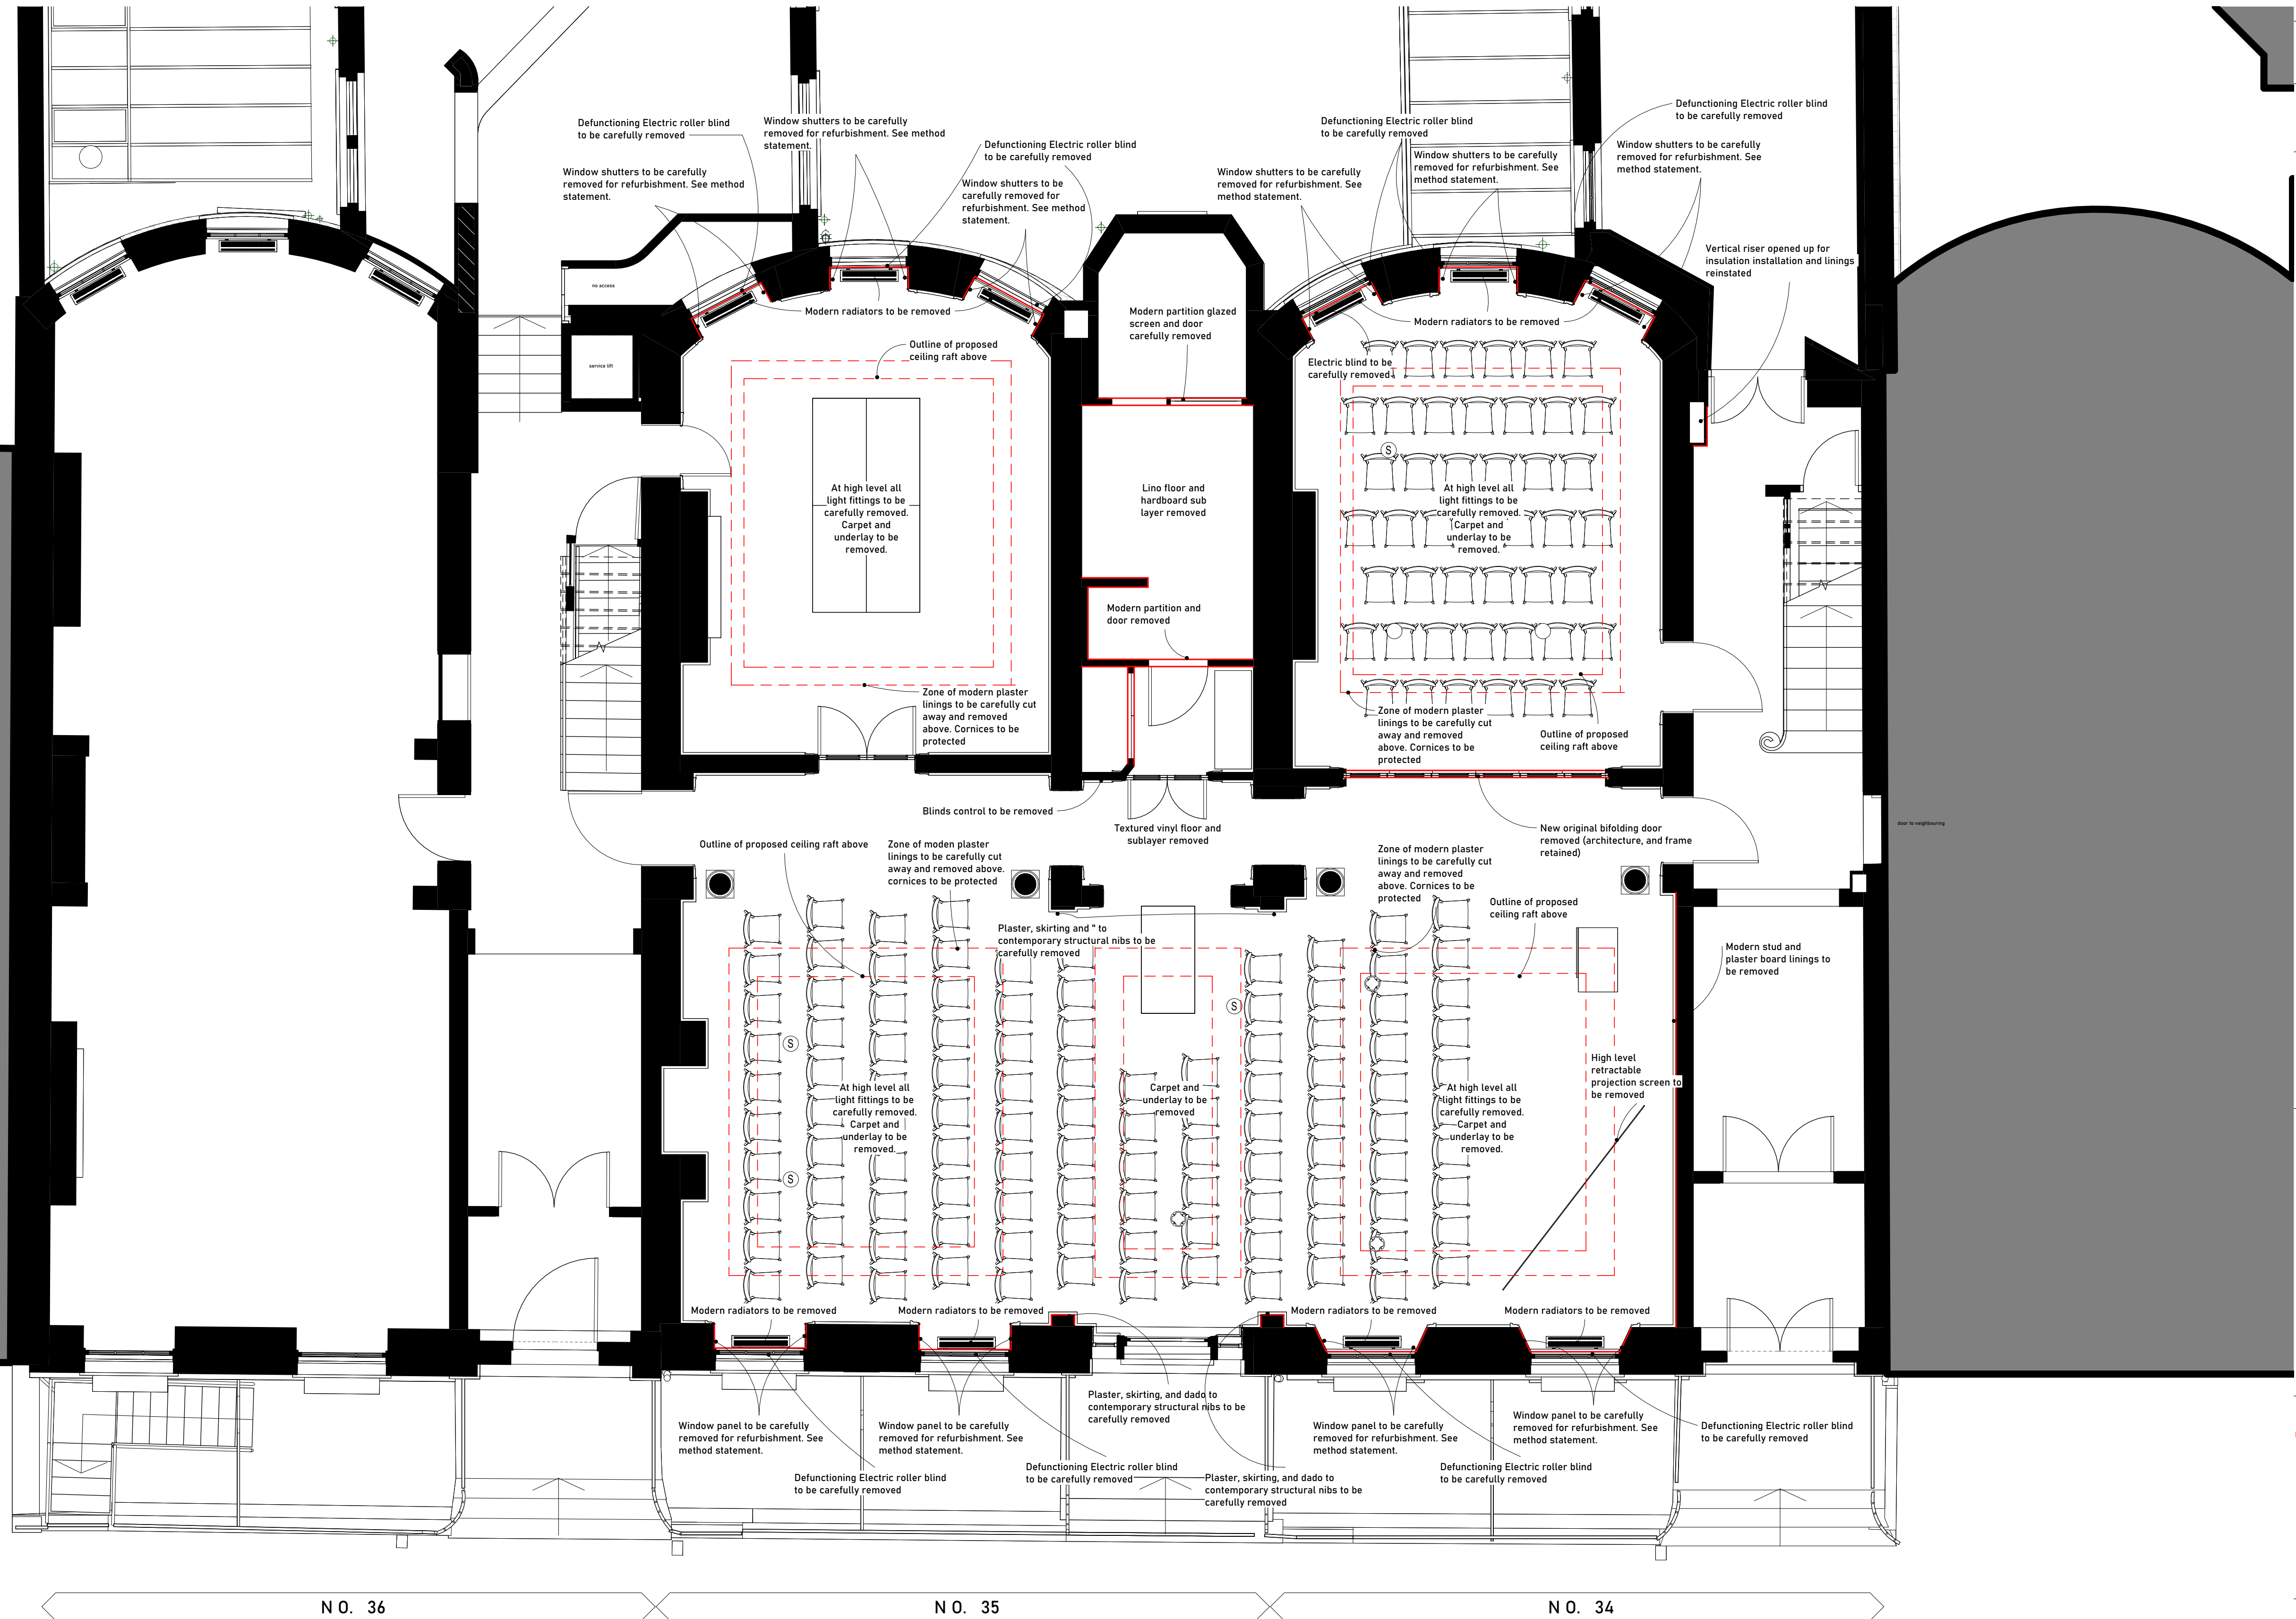 Defunctioning Electric roller blind
to be carefully removed
Window shutters to be carefully
removed for refurbishment. See method
statement.
Defunctioning Electric roller blind
to be carefully removed
Window shutters to be carefully
removed for refurbishment. See method
statement.
Window shutters to be
carefully removed for
refurbishment. See method
statement.
Defunctioning Electric roller blind
to be carefully removed
Defunctioning Electric roller blind
to be carefully removed
Window shutters to be carefully
removed for refurbishment. See
method statement.
Window shutters to be carefully
removed for refurbishment. See
method statement.
Window shutters to be carefully
removed for refurbishment. See
method statement.
Vertical riser opened up for
insulation installation and linings
reinstated
no access
service lift
Modern radiators to be removed
Outline of proposed
ceiling raft above
Modern partition glazed
screen and door
carefully removed
Modern radiators to be removed
Electric blind to be
carefully removed
S
At high level all
light fittings to be
carefully removed.
Carpet and
underlay to be
removed.
Lino floor and
hardboard sub
layer removed
At high level all
light fittings to be
carefully removed.
Carpet and
underlay to be
removed.
Modern partition and
door removed
Zone of modern plaster
linings to be carefully cut
away and removed
above. Cornices to be
protected
Zone of modern plaster
linings to be carefully cut
away and removed
above. Cornices to be
protected
Outline of proposed
ceiling raft above
Blinds control to be removed
Textured vinyl floor and
sublayer removed
New original bifolding door
removed (architecture, and frame
retained)
door to neightbouring
Outline of proposed ceiling raft above
Zone of moden plaster
linings to be carefully cut
away and removed above.
cornices to be protected
Zone of modern plaster
linings to be carefully cut
away and removed
above. Cornices to be
protected
Outline of proposed
ceiling raft above
Plaster, skirting and " to
contemporary structural nibs to be
carefully removed
Modern stud and
plaster board linings to
be removed
S
S
High level
retractable
projection screen to
be removed
At high level all
light fittings to be
carefully removed.
Carpet and
underlay to be
removed.
Carpet and
underlay to be
removed
At high level all
light fittings to be
carefully removed.
Carpet and
underlay to be
removed.
S
Modern radiators to be removed
Modern radiators to be removed
Modern radiators to be removed
Modern radiators to be removed
Plaster, skirting, and dado to
contemporary structural nibs to be
carefully removed
Window panel to be carefully
removed for refurbishment. See
method statement.
Window panel to be carefully
removed for refurbishment. See
method statement.
Window panel to be carefully
removed for refurbishment. See
method statement.
Window panel to be carefully
removed for refurbishment. See
method statement.
Defunctioning Electric roller blind
to be carefully removed
Defunctioning Electric roller blind
to be carefully removed
Defunctioning Electric roller blind
to be carefully removed
Plaster, skirting, and dado to
contemporary structural nibs to be
carefully removed
Defunctioning Electric roller blind
to be carefully removed
NO. 36
NO. 35
NO. 34